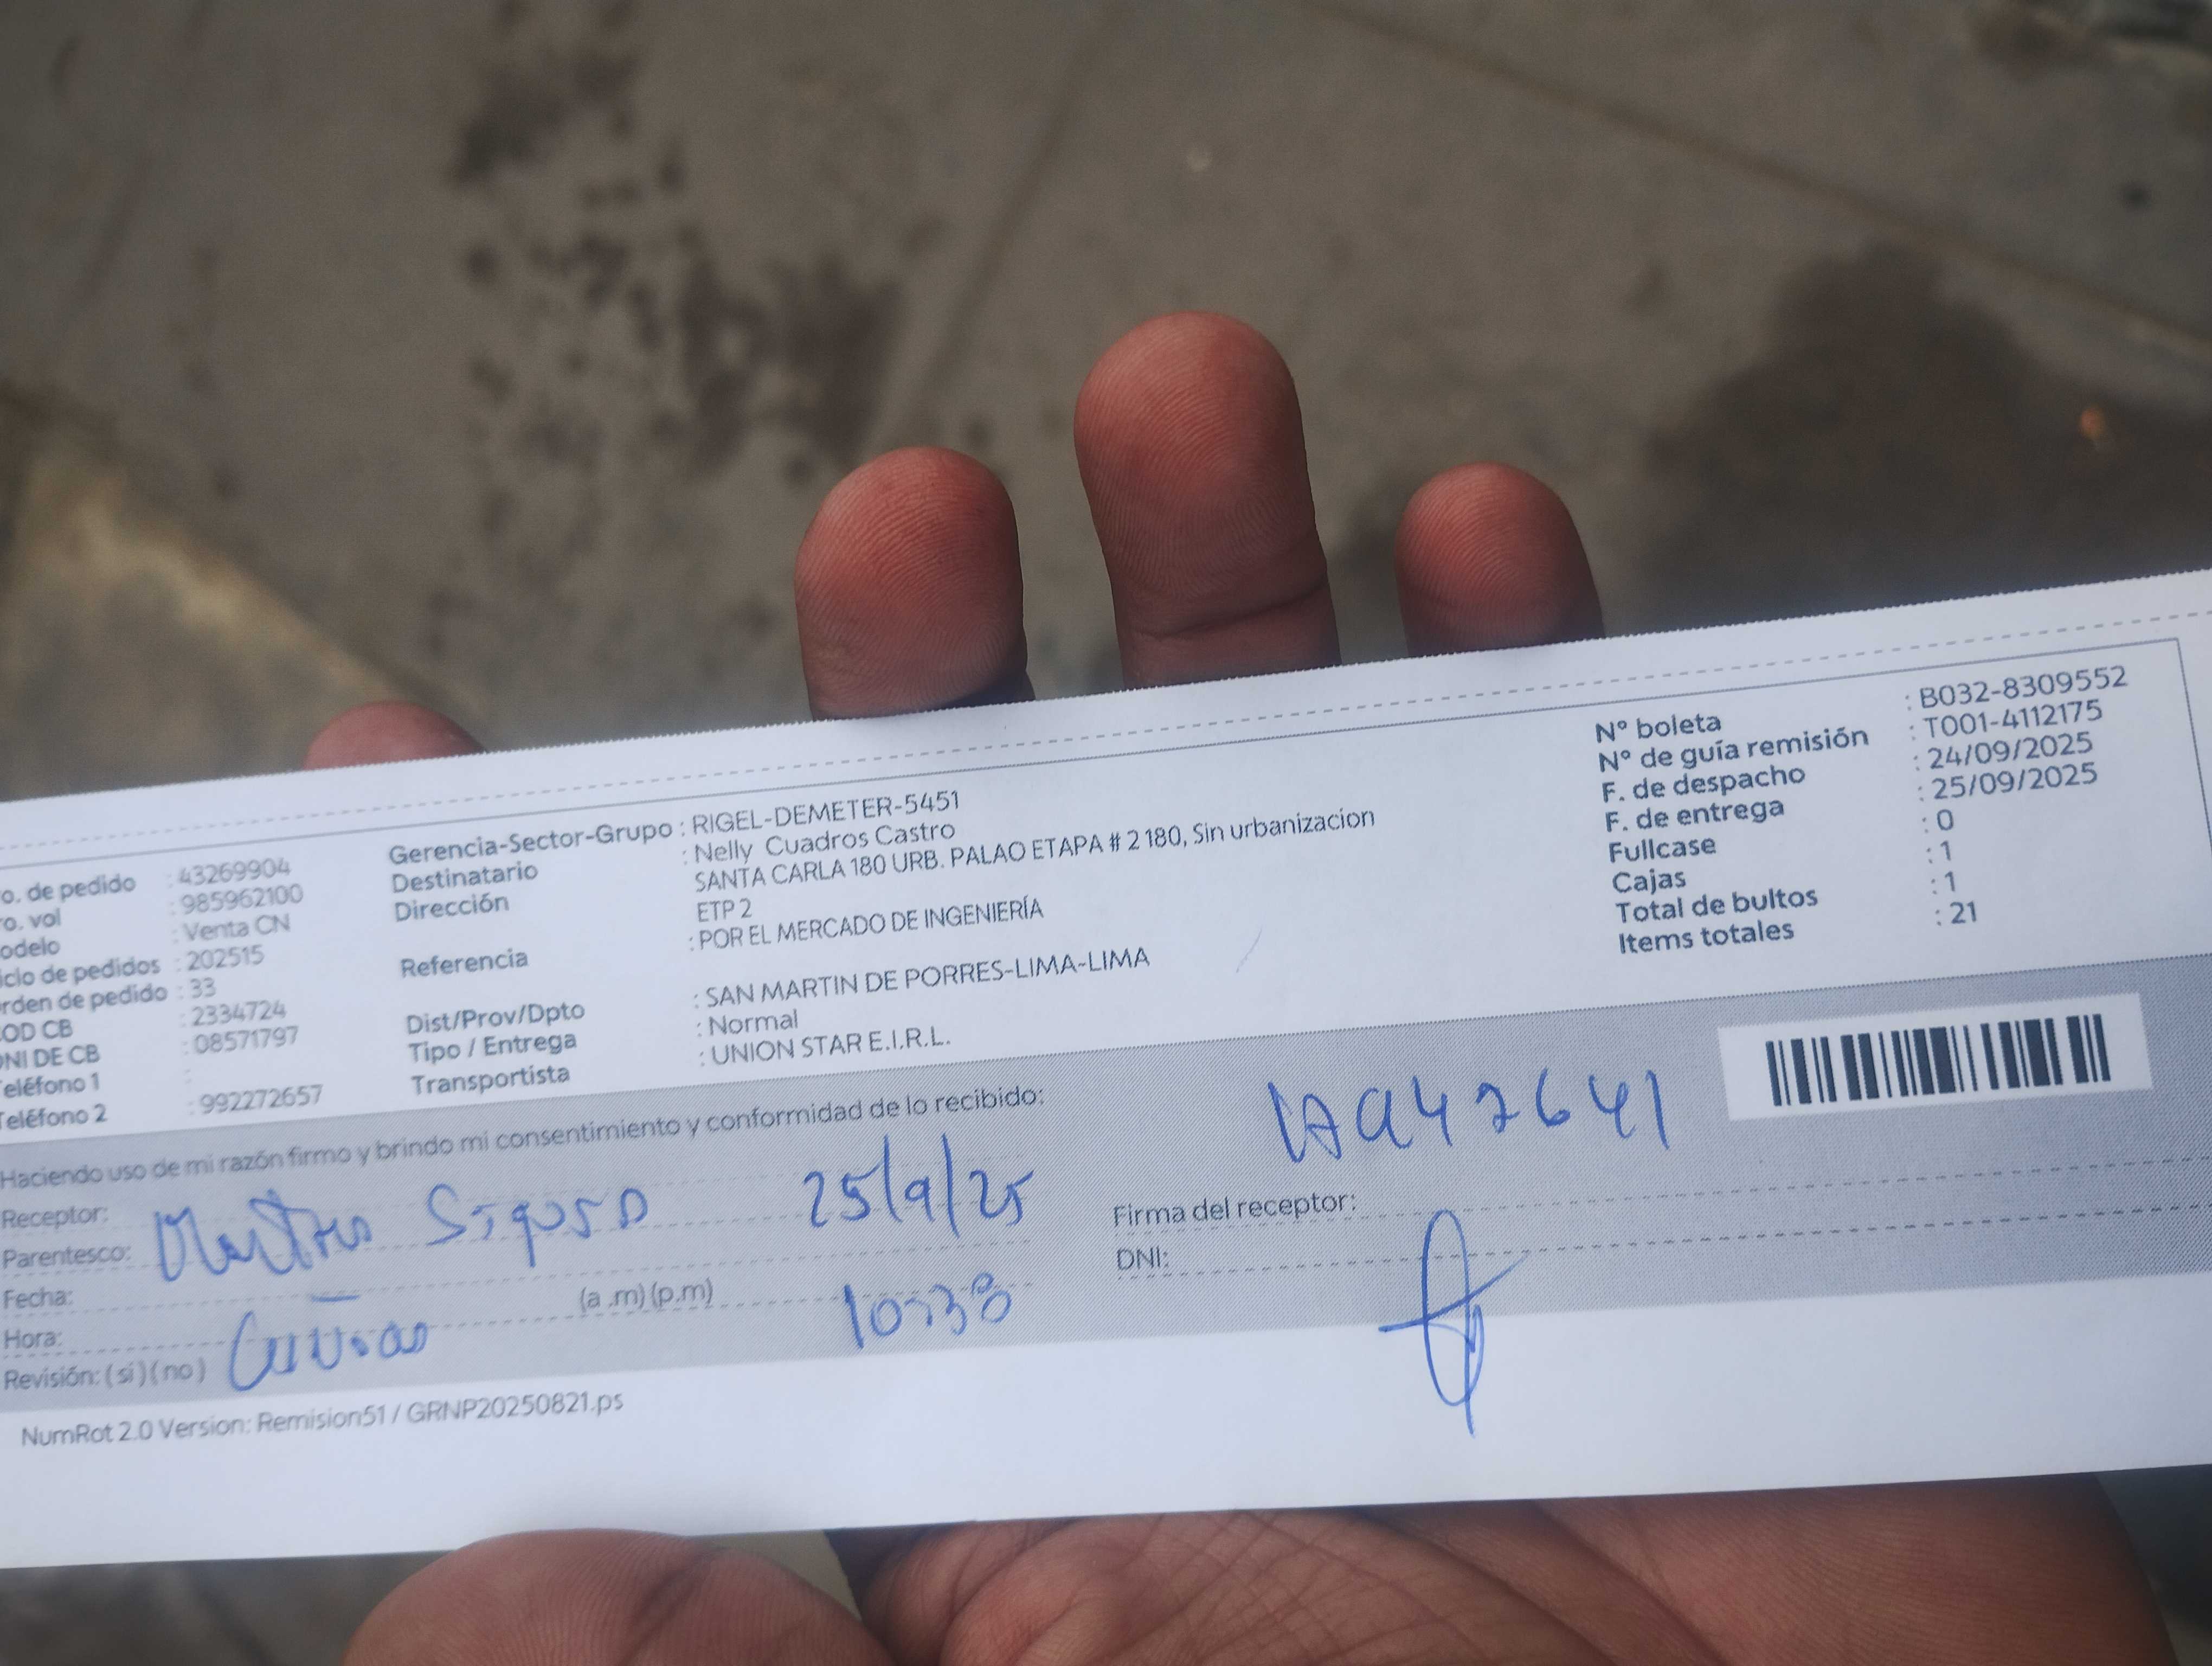 o. de pedido : 43269904
ro. vol : 985962100
odelo : Venta CN
iclo de pedidos : 202515
rden de pedido : 33
OD CB : 2334724
NI DE CB : 08571797
eléfono 1 :
Teléfono 2 : 992272657
Gerencia-Sector-Grupo : RIGEL-DEMETER-5451
Destinatario : Nelly Cuadros Castro
Dirección SANTA CARLA 180 URB. PALAO ETAPA # 2 180, Sin urbanizacion
ETP 2
Referencia : POR EL MERCADO DE INGENIERÍA
Dist/Prov/Dpto : SAN MARTIN DE PORRES-LIMA-LIMA
Tipo / Entrega : Normal
Transportista : UNION STAR E.I.R.L.
Nº boleta : B032-8309552
Nº de guía remisión : T001-4112175
F. de despacho : 24/09/2025
F. de entrega : 25/09/2025
Fullcase : 0
Cajas : 1
Total de bultos : 1
Items totales : 21
Haciendo uso de mi razón firmo y brindo mi consentimiento y conformidad de lo recibido:
Receptor:
Parentesco:
25/9/25
Fecha:
Hora: (a .m) (p.m)
Revisión: (si) (no)
Firma del receptor:
DNI:
NumRot 2.0 Version: Remision51 / GRNP20250821.ps